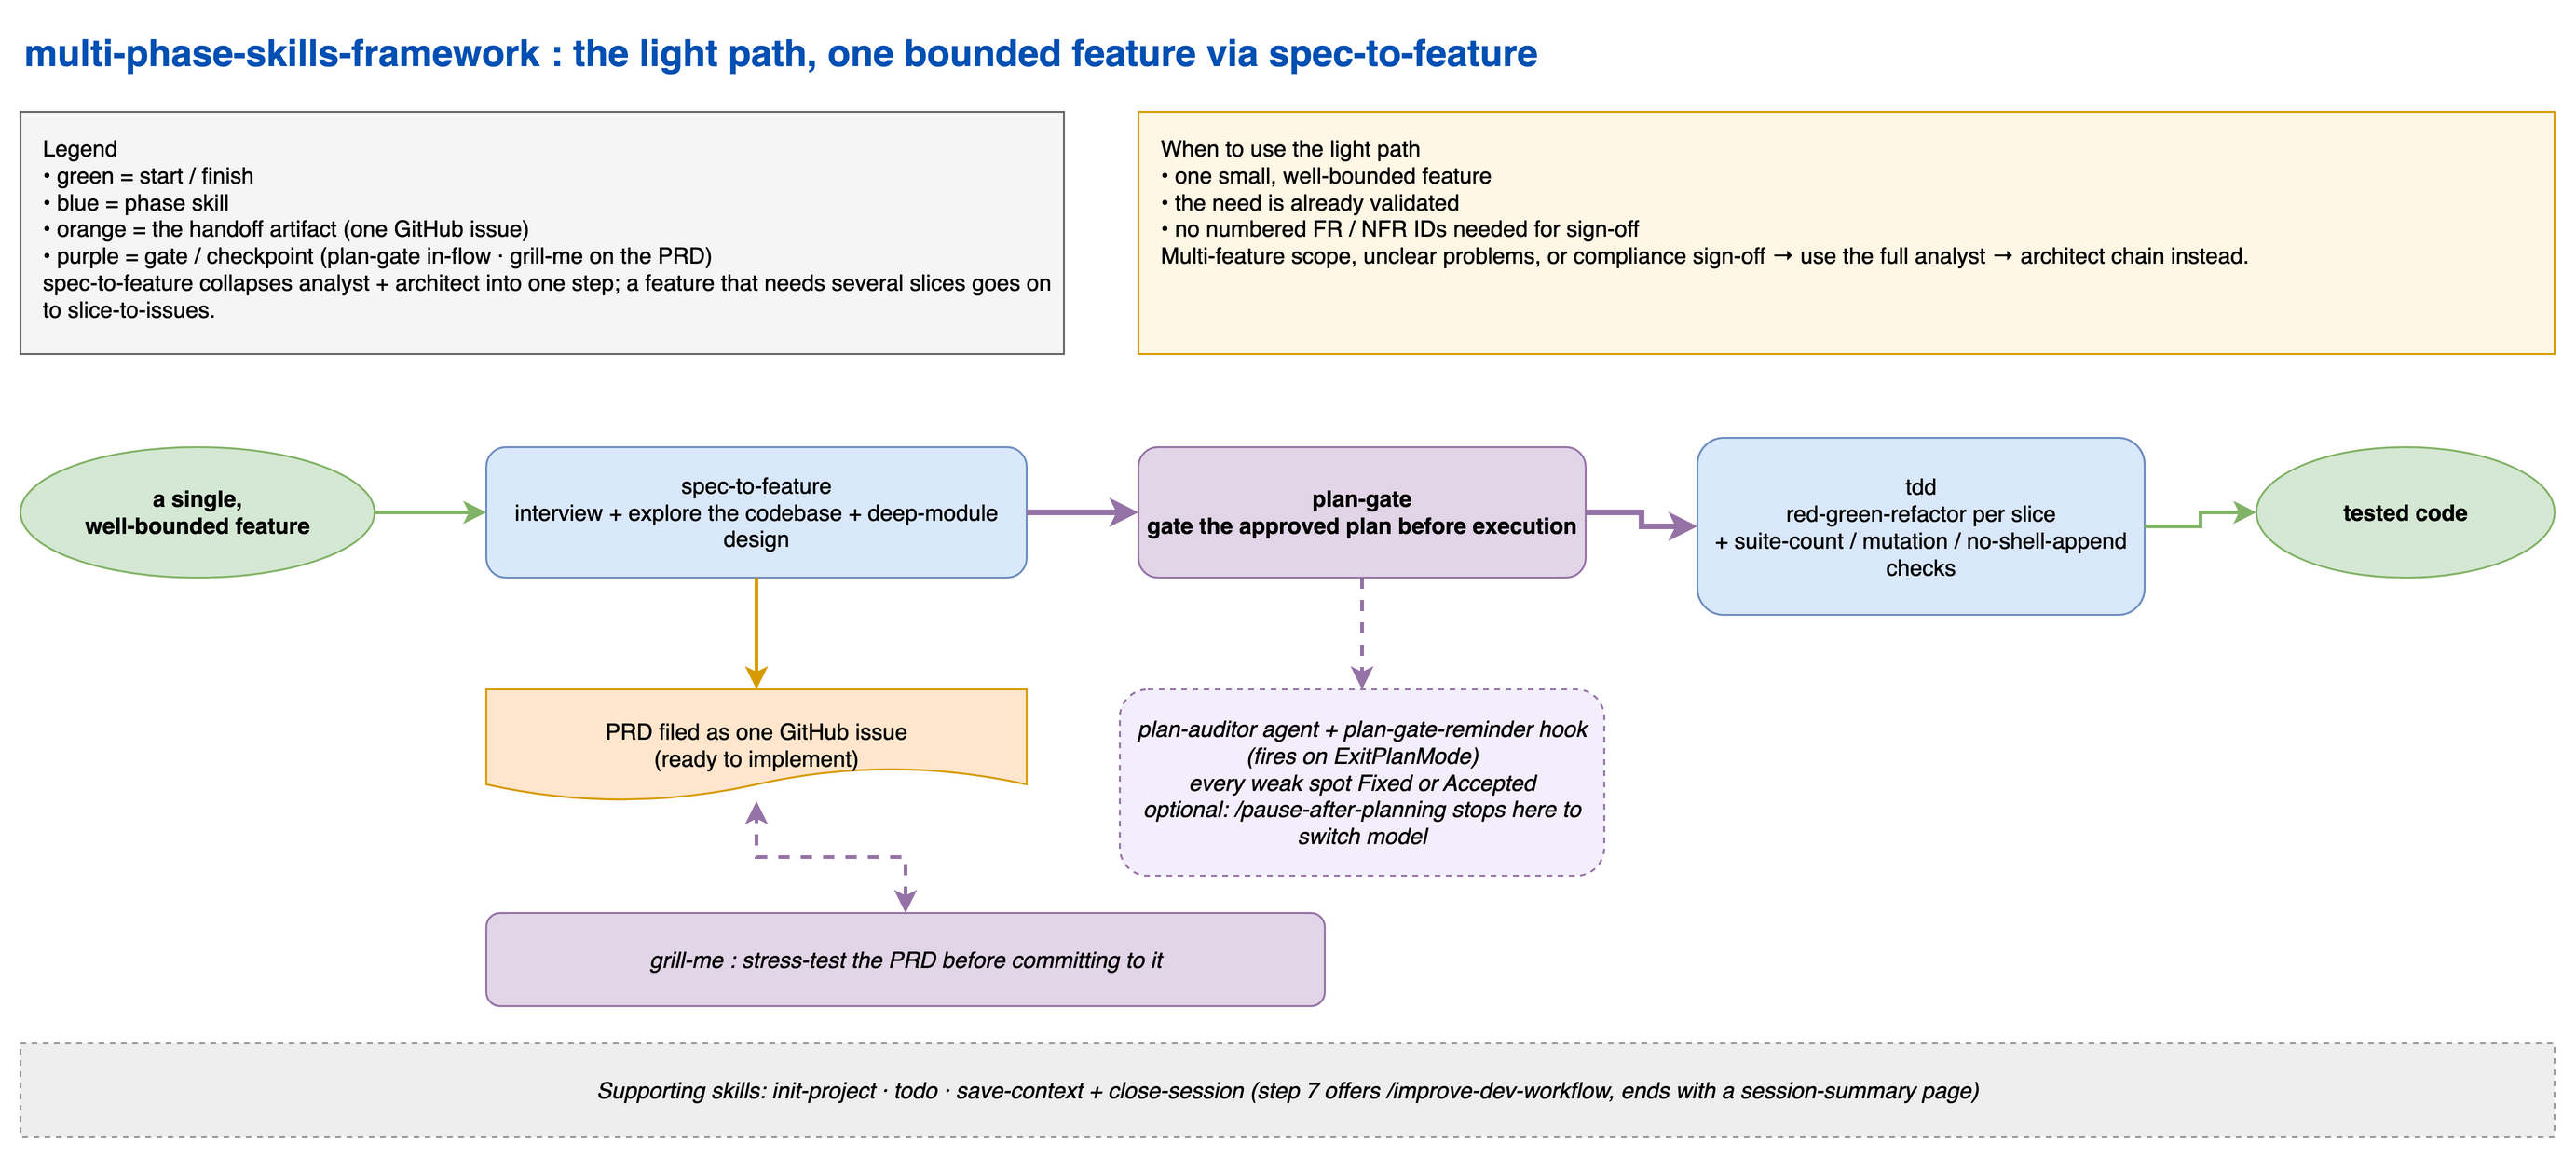 multi-phase-skills-framework : the light path, one bounded feature via spec-to-feature
Legend
• green = start / finish
• blue = phase skill
• orange = the handoff artifact (one GitHub issue)
• purple = gate / checkpoint (plan-gate in-flow · grill-me on the PRD)
spec-to-feature collapses analyst + architect into one step; a feature that needs several slices goes on
to slice-to-issues.
When to use the light path
• one small, well-bounded feature
• the need is already validated
• no numbered FR / NFR IDs needed for sign-off
Multi-feature scope, unclear problems, or compliance sign-off → use the full analyst → architect chain instead.
a single,
well-bounded feature
spec-to-feature
interview + explore the codebase + deep-module
design
plan-gate
gate the approved plan before execution
tdd
red-green-refactor per slice
+ suite-count / mutation / no-shell-append
checks
tested code
PRD filed as one GitHub issue
(ready to implement)
plan-auditor agent + plan-gate-reminder hook
(fires on ExitPlanMode)
every weak spot Fixed or Accepted
optional: /pause-after-planning stops here to
switch model
grill-me : stress-test the PRD before committing to it
Supporting skills: init-project · todo · save-context + close-session (step 7 offers /improve-dev-workflow, ends with a session-summary page)